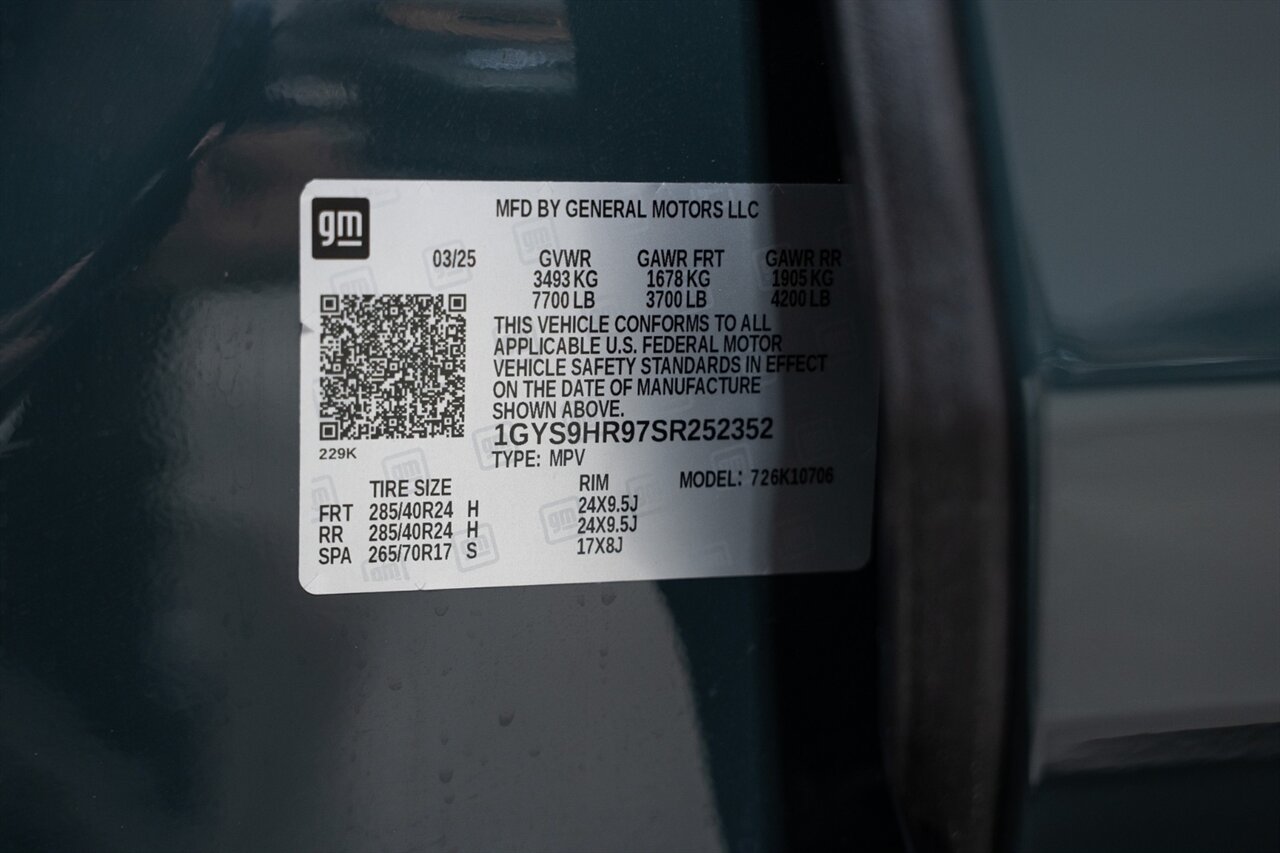 gm
MFD BY GENERAL MOTORS LLC
03/25 GVWR GAWR FRT GAWR RR
3493 KG 1678 KG 1905 KG
7700 LB 3700 LB 4200 LB
THIS VEHICLE CONFORMS TO ALL
APPLICABLE U.S. FEDERAL MOTOR
VEHICLE SAFETY STANDARDS IN EFFECT
ON THE DATE OF MANUFACTURE
SHOWN ABOVE.
1GYS9HR97SR252352
229K
TYPE: MPV
TIRE SIZE RIM MODEL: 726K10706
FRT 285/40R24 H 24X9.5J
RR 285/40R24 H 24X9.5J
SPA 265/70R17 S 17X8J